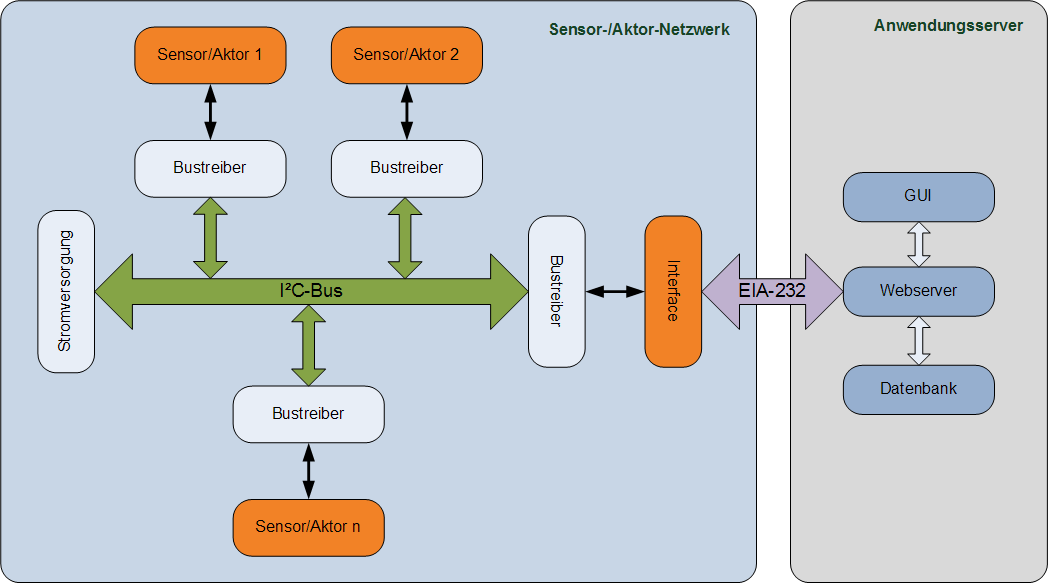 Sensor-/Aktor-Netzwerk
Anwendungsserver
Sensor/Aktor 1
Sensor/Aktor 2
Bustreiber
Bustreiber
GUI
Stromversorgung
I²C-Bus
Bustreiber
Interface
EIA-232
Webserver
Datenbank
Bustreiber
Sensor/Aktor n